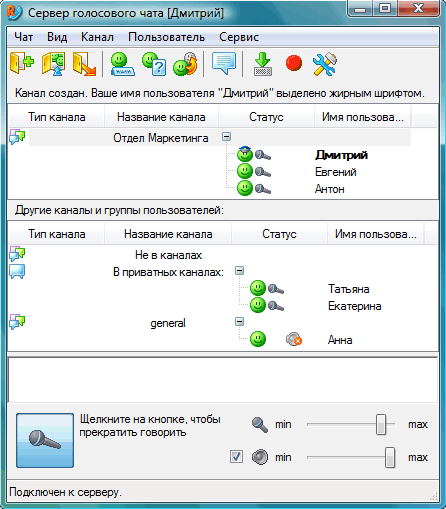 Сервер голосового чата [Дмитрий]
Чат Вид Канал Пользователь Сервис
Канал создан. Ваше имя пользователя "Дмитрий" выделено жирным шрифтом.
Тип канала Название канала Статус Имя пользова...
Отдел Маркетинга
Дмитрий
Евгений
Антон
Другие каналы и группы пользователей:
Тип канала Название канала Статус Имя пользова...
Не в каналах
В приватных каналах:
Татьяна
Екатерина
general
Анна
Щелкните на кнопке, чтобы
прекратить говорить
min max
min max
Подключен к серверу.